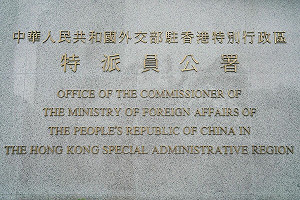 中華人民共和國外交部駐香港特別行政區
特派員公署
OFFICE OF THE COMMISSIONER OF
THE MINISTRY OF FOREIGN AFFAIRS OF
THE PEOPLE'S REPUBLIC OF CHINA IN
THE HONG KONG SPECIAL ADMINISTRATIVE REGION